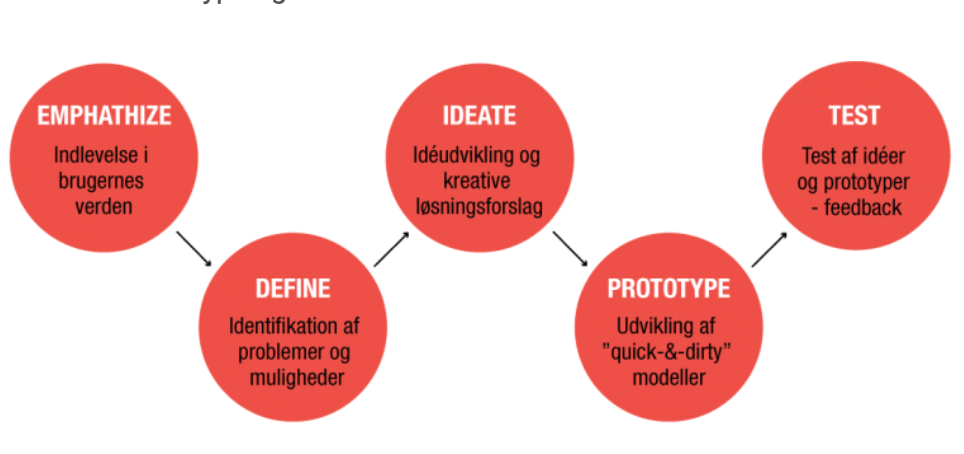 EMPHATHIZE
Indlevelse i
brugernes
verden
DEFINE
Identifikation af
problemer og
muligheder
IDEATE
Idéudvikling og
kreative
løsningsforslag
PROTOTYPE
Udvikling af
”quick-&-dirty”
modeller
TEST
Test af idéer
og prototyper
- feedback